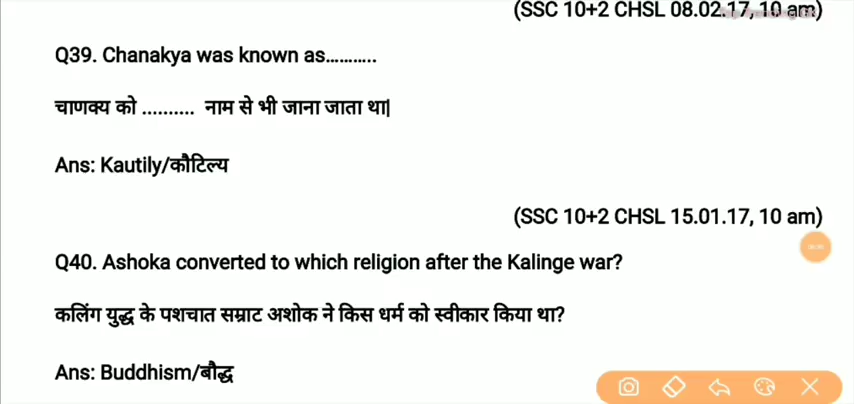 (SSC 10+2 CHSL 08.02.17, 10 am)
Q39. Chanakya was known as...........
चाणक्य को .......... नाम से भी जाना जाता था|
Ans: Kautily/कौटिल्य
(SSC 10+2 CHSL 15.01.17, 10 am)
Q40. Ashoka converted to which religion after the Kalinge war?
कलिंग युद्ध के पशचात सम्राट अशोक ने किस धर्म को स्वीकार किया था?
Ans: Buddhism/बौद्ध